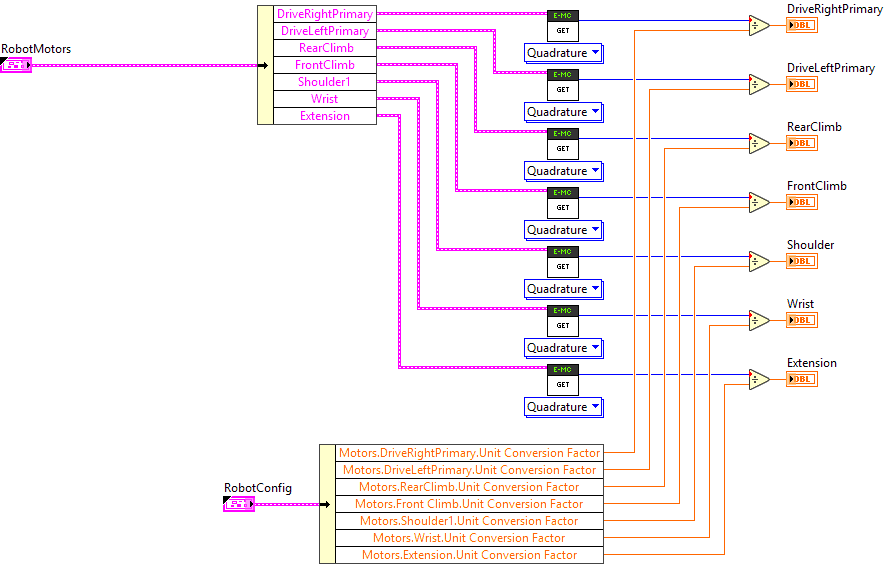 RobotMotors
DriveRightPrimary
DriveLeftPrimary
RearClimb
FrontClimb
Shoulder1
Wrist
Extension
E-MC
GET
Quadrature
÷
DriveRightPrimary
DBL
E-MC
GET
Quadrature
÷
DriveLeftPrimary
DBL
E-MC
GET
Quadrature
÷
RearClimb
DBL
E-MC
GET
Quadrature
÷
FrontClimb
DBL
E-MC
GET
Quadrature
÷
Shoulder
DBL
E-MC
GET
Quadrature
÷
Wrist
DBL
E-MC
GET
Quadrature
÷
Extension
DBL
RobotConfig
Motors.DriveRightPrimary.Unit Conversion Factor
Motors.DriveLeftPrimary.Unit Conversion Factor
Motors.RearClimb.Unit Conversion Factor
Motors.Front Climb.Unit Conversion Factor
Motors.Shoulder1.Unit Conversion Factor
Motors.Wrist.Unit Conversion Factor
Motors.Extension.Unit Conversion Factor